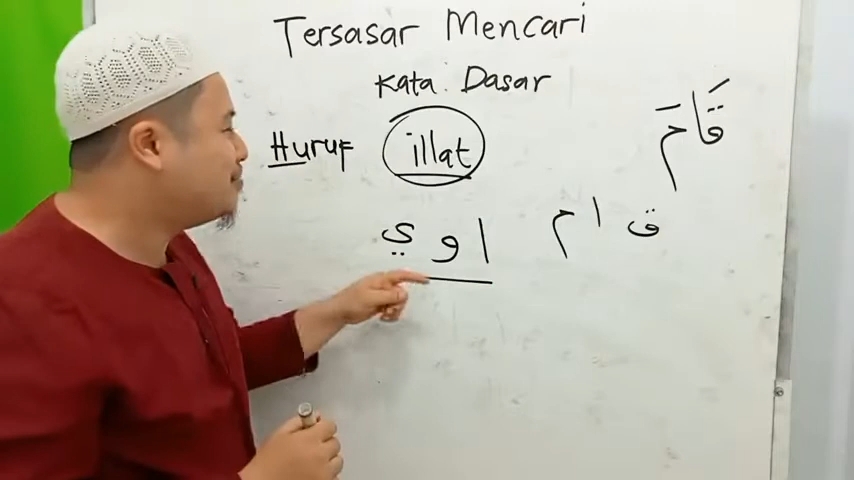 Tersasar Mencari
Kata Dasar
Huruf illat
قَامَ
ا و ي
ق ا م